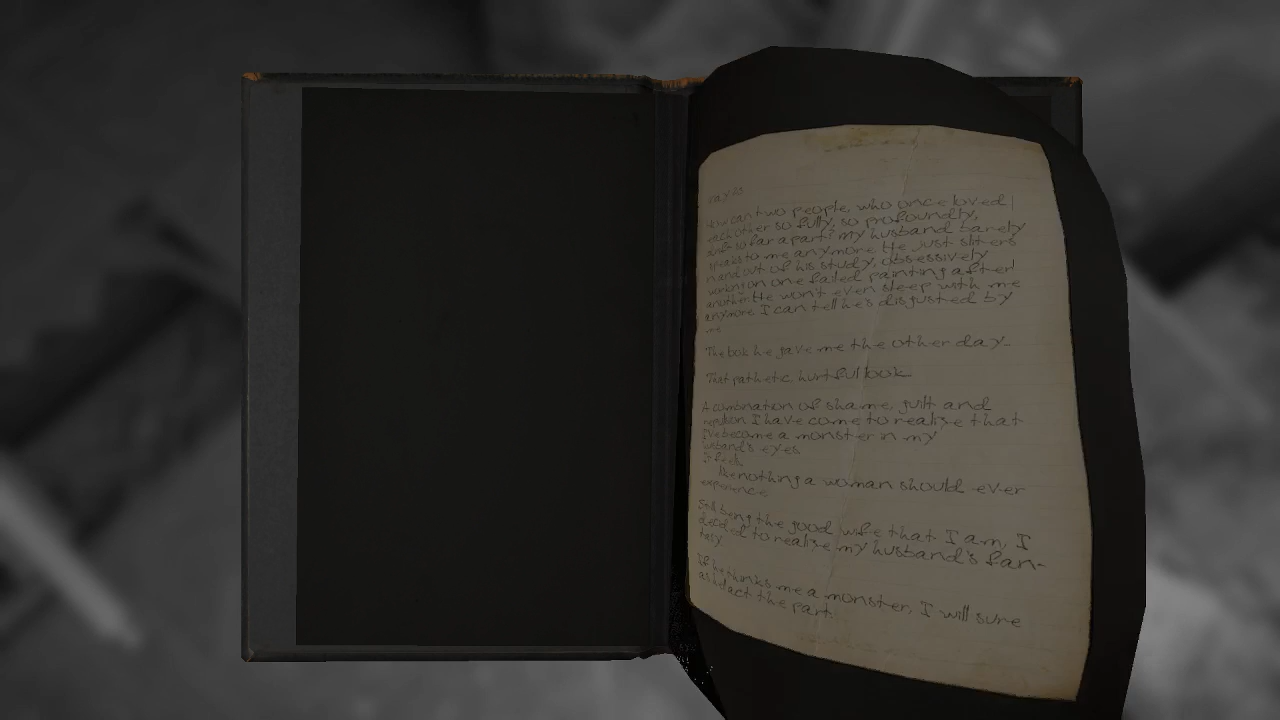 Day 23
How can two people, who once loved
each other so fully, so profoundly,
drift so far apart? My husband barely
speaks to me anymore. He just slithers
in and out of his study, obsessively
working on one failed painting after
another. He won't even sleep with me
anymore. I can tell he's disgusted by
me.
The look he gave me the other day-
That pathetic hurtful look
A combination of shame, guilt and
repulsion. I have come to realize that
I've become a monster in my
husband's eyes.
It feels
like nothing a woman should ever
experience
Still being the good wife that I am, I
decided to realize my husband's fan-
tasy
If he thinks me a monster, I will sure
as hell act the part.